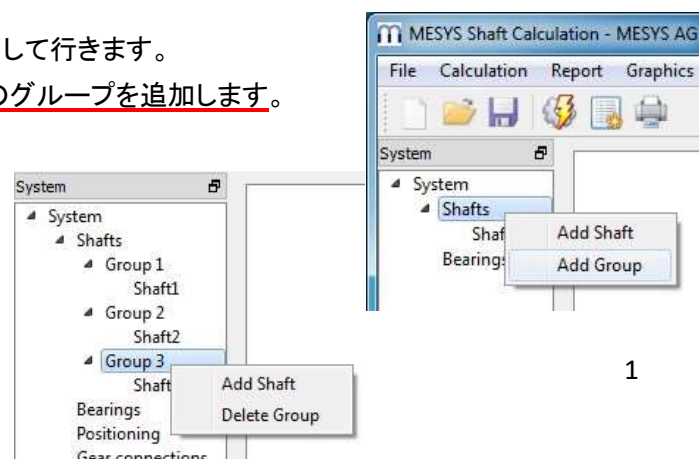 して行きます。
のグループを追加します。
MESYS Shaft Calculation - MESYS AG
File Calculation Report Graphics
System
System
Shafts
Shaf
Bearings
Add Shaft
Add Group
System
System
Shafts
Group 1
Shaft1
Group 2
Shaft2
Group 3
Shaft
Bearings
Positioning
Gear connections
Add Shaft
Delete Group
1